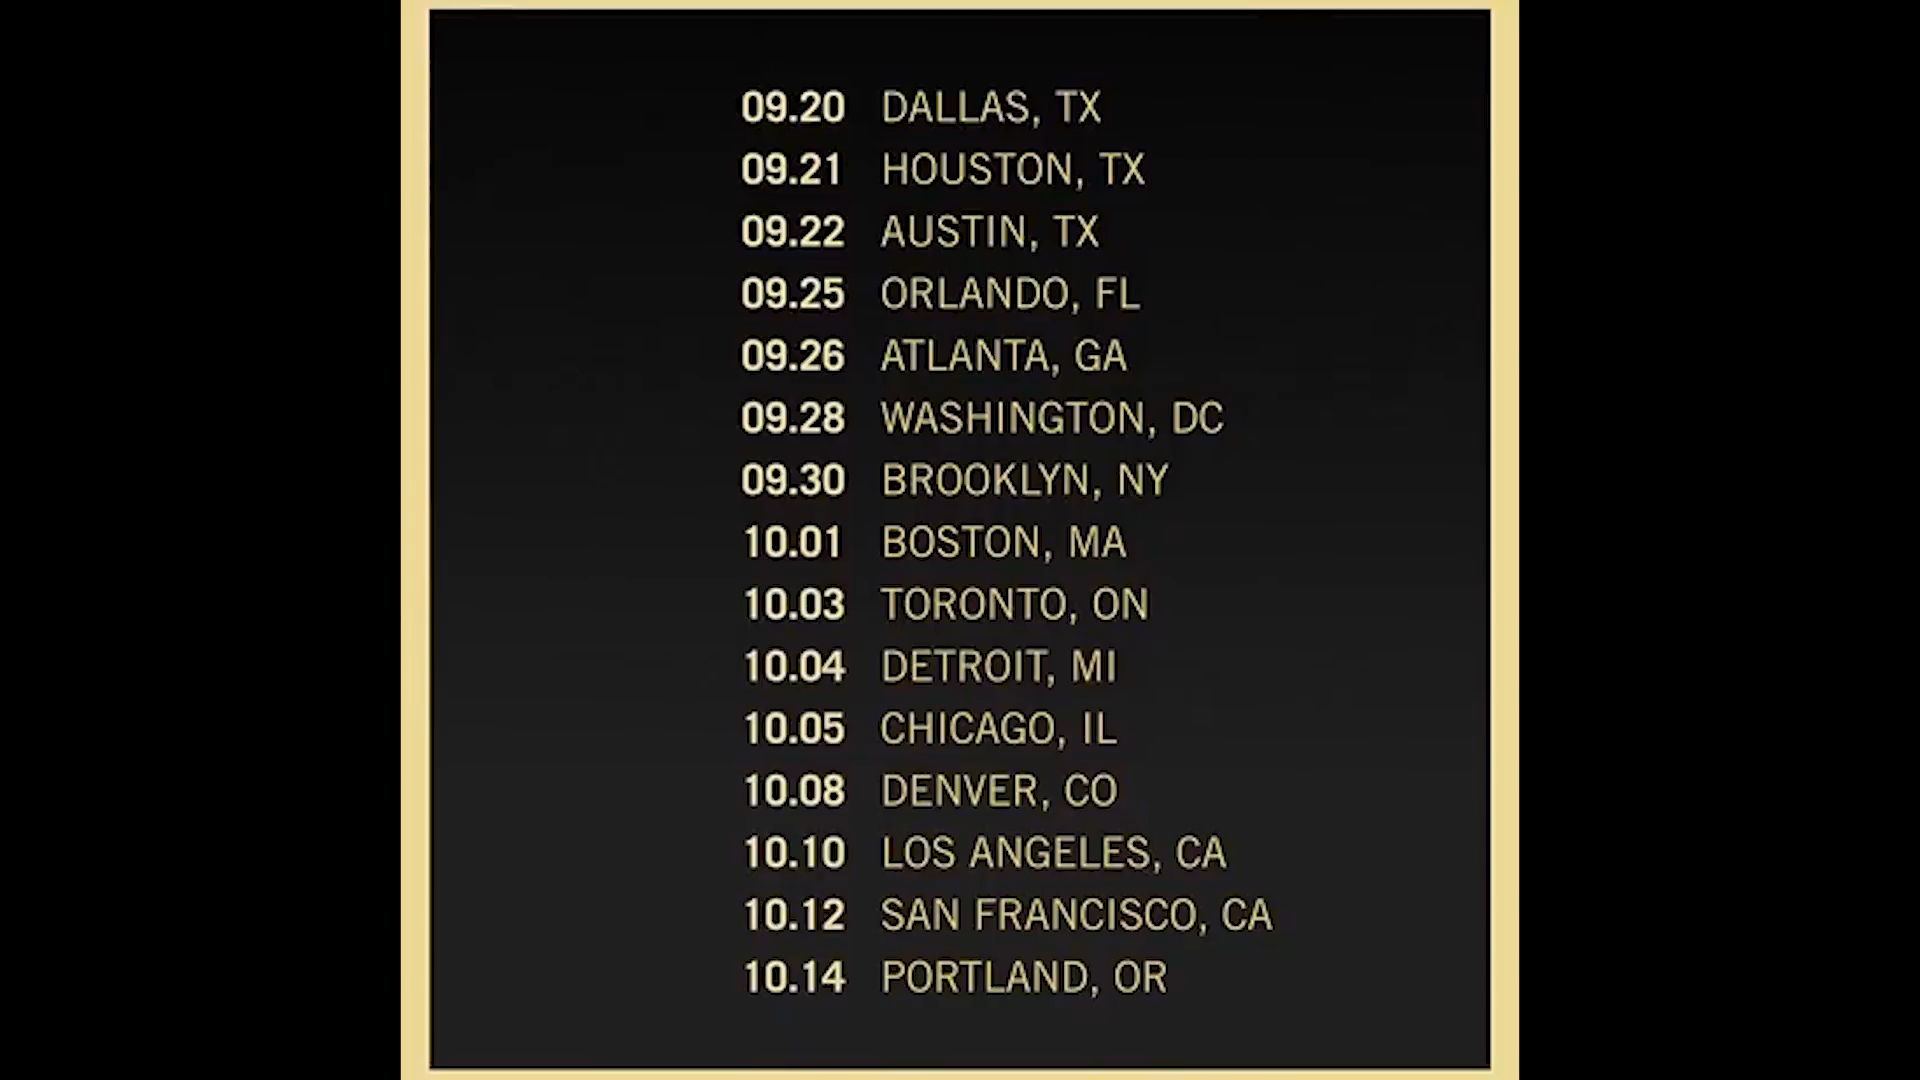 09.20 DALLAS, TX
09.21 HOUSTON, TX
09.22 AUSTIN, TX
09.25 ORLANDO, FL
09.26 ATLANTA, GA
09.28 WASHINGTON, DC
09.30 BROOKLYN, NY
10.01 BOSTON, MA
10.03 TORONTO, ON
10.04 DETROIT, MI
10.05 CHICAGO, IL
10.08 DENVER, CO
10.10 LOS ANGELES, CA
10.12 SAN FRANCISCO, CA
10.14 PORTLAND, OR